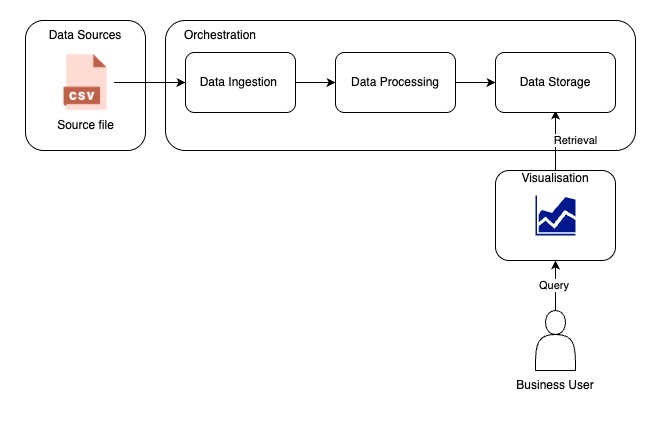 Data Sources
Orchestration
CSV
Source file
Data Ingestion
Data Processing
Data Storage
Retrieval
Visualisation
Query
Business User